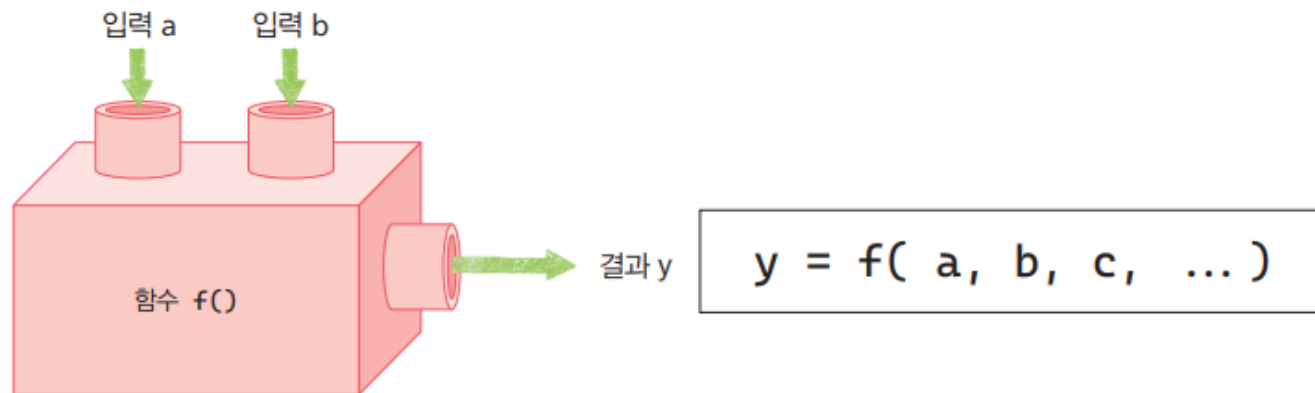 입력 a
입력 b
함수 f()
결과 y
y = f( a, b, c, ... )